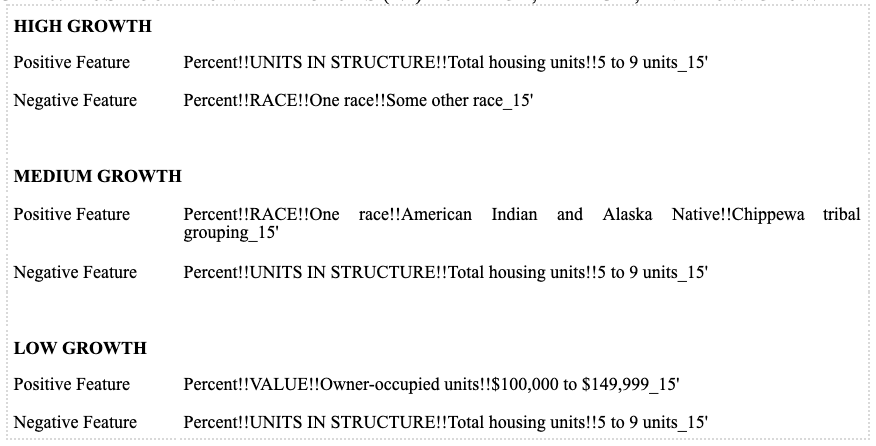 HIGH GROWTH
Positive Feature Percent!!UNITS IN STRUCTURE!!Total housing units!!5 to 9 units_15'
Negative Feature Percent!!RACE!!One race!!Some other race_15'
MEDIUM GROWTH
Positive Feature Percent!!RACE!!One race!!American Indian and Alaska Native!!Chippewa tribal
grouping_15'
Negative Feature Percent!!UNITS IN STRUCTURE!!Total housing units!!5 to 9 units_15'
LOW GROWTH
Positive Feature Percent!!VALUE!!Owner-occupied units!!$100,000 to $149,999_15'
Negative Feature Percent!!UNITS IN STRUCTURE!!Total housing units!!5 to 9 units_15'